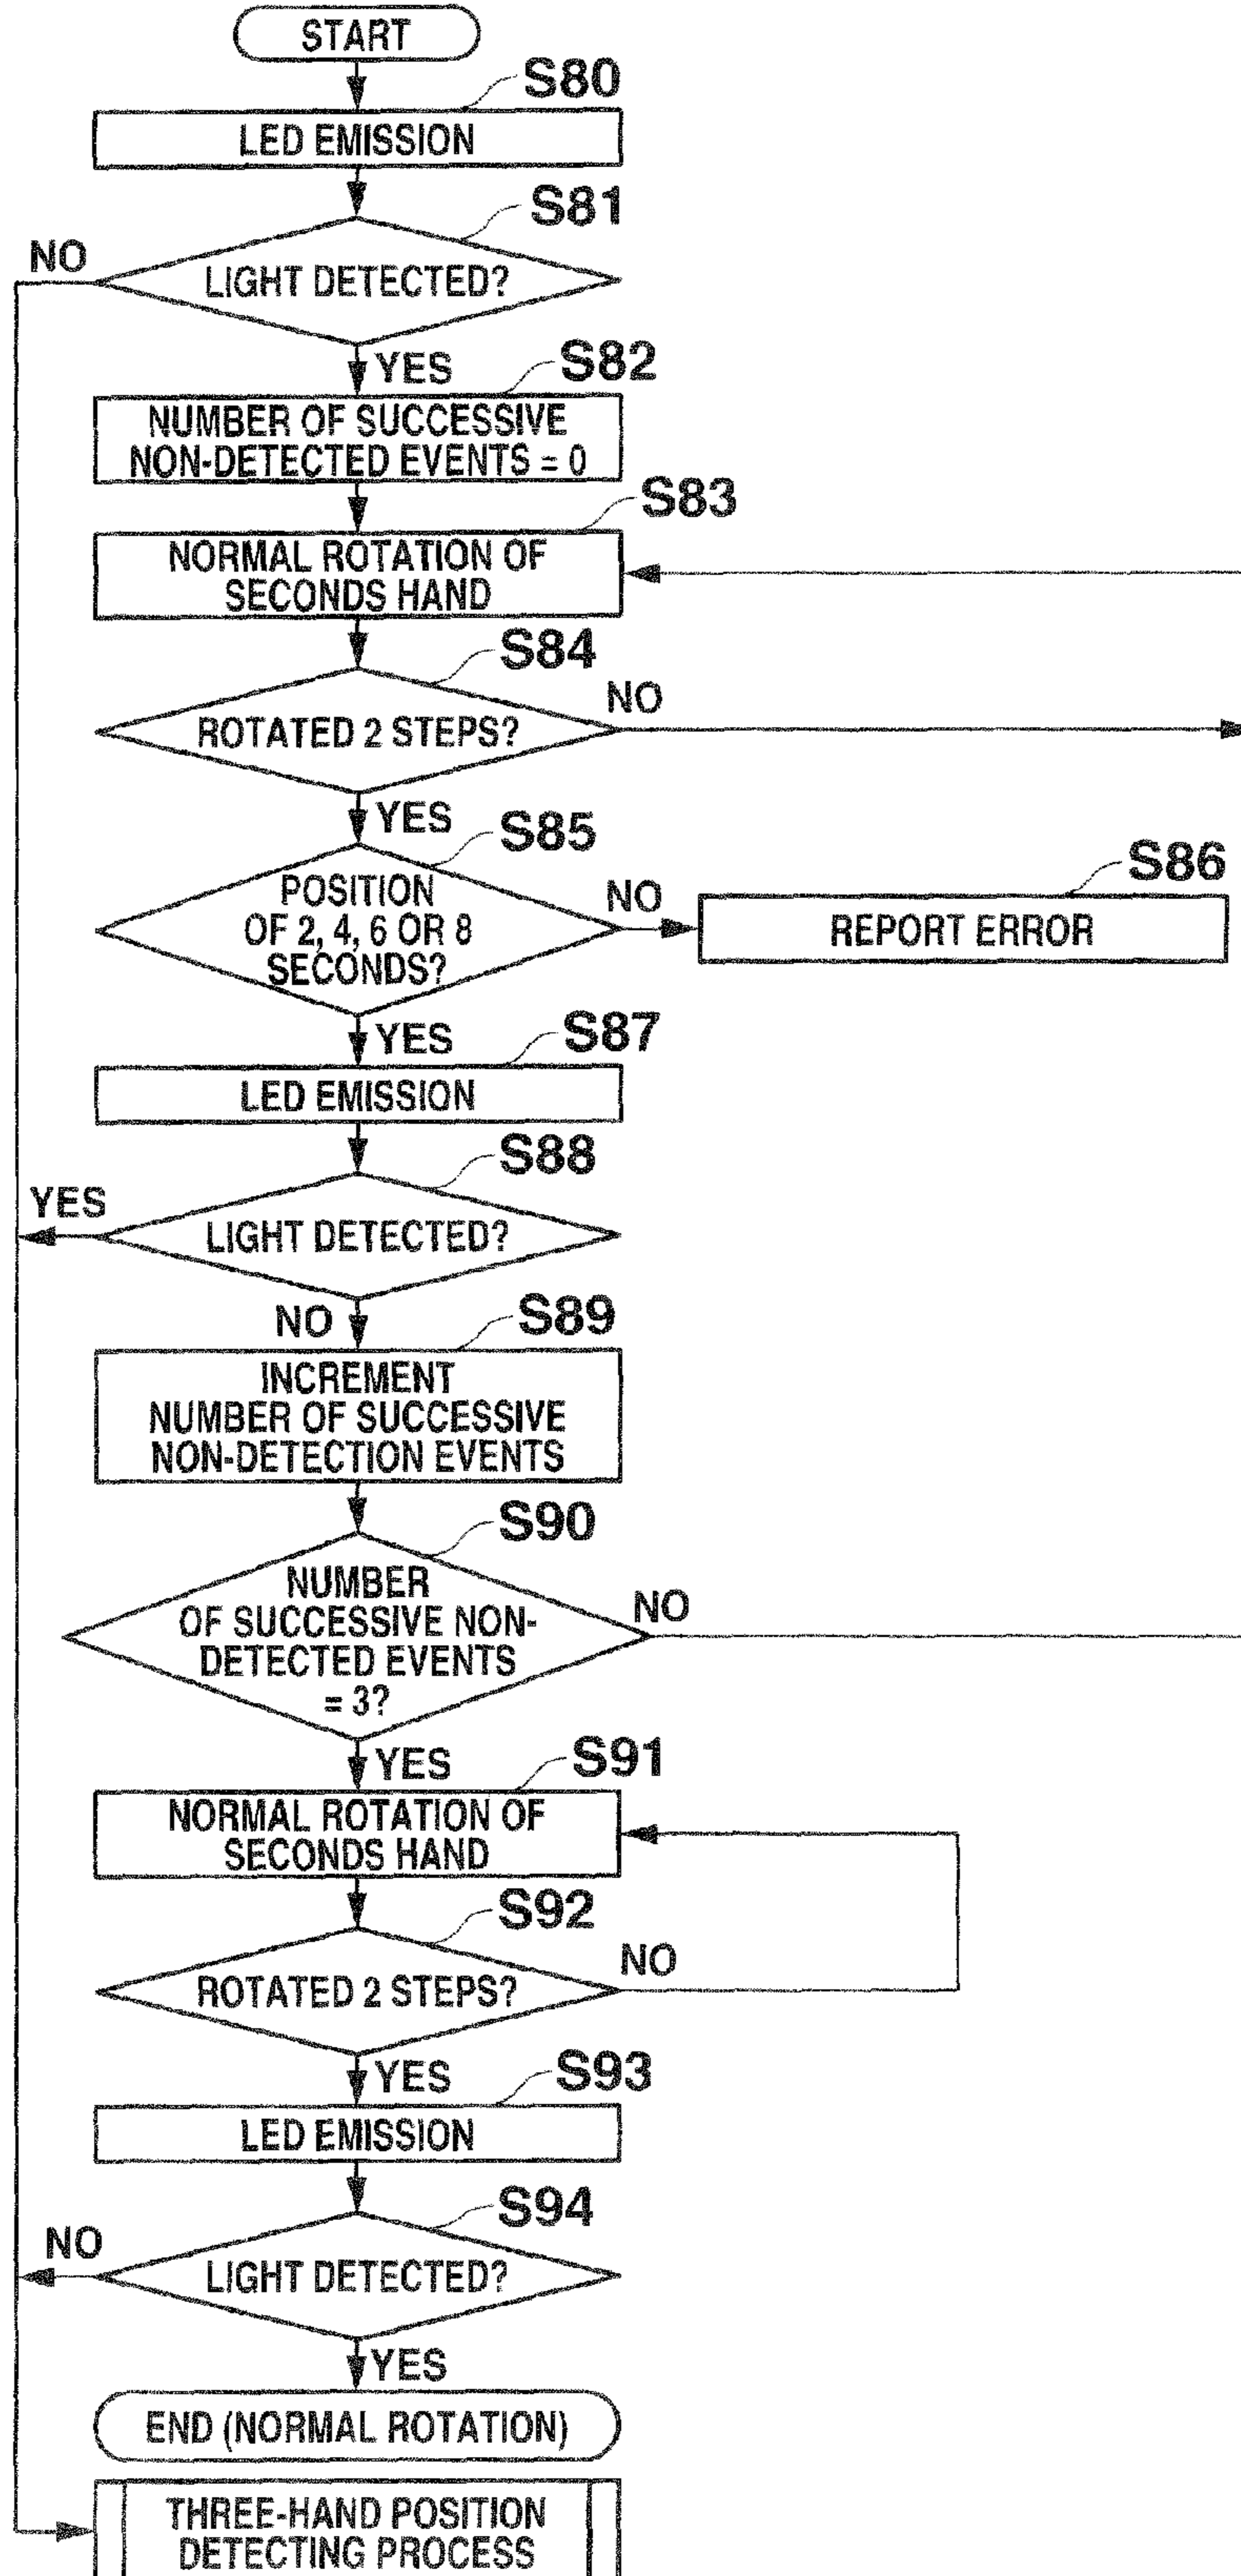 START
S80
LED EMISSION
S81
NO
LIGHT DETECTED?
YES
S82
NUMBER OF SUCCESSIVE
NON-DETECTED EVENTS = 0
S83
NORMAL ROTATION OF
SECONDS HAND
S84
NO
ROTATED 2 STEPS?
YES
S85
POSITION
OF 2, 4, 6 OR 8
SECONDS?
NO
S86
REPORT ERROR
YES
S87
LED EMISSION
S88
YES
LIGHT DETECTED?
NO
S89
INCREMENT
NUMBER OF SUCCESSIVE
NON-DETECTION EVENTS
S90
NUMBER
OF SUCCESSIVE NON-
DETECTED EVENTS
= 3?
NO
YES
S91
NORMAL ROTATION OF
SECONDS HAND
S92
NO
ROTATED 2 STEPS?
YES
S93
LED EMISSION
S94
NO
LIGHT DETECTED?
YES
END (NORMAL ROTATION)
THREE-HAND POSITION
DETECTING PROCESS